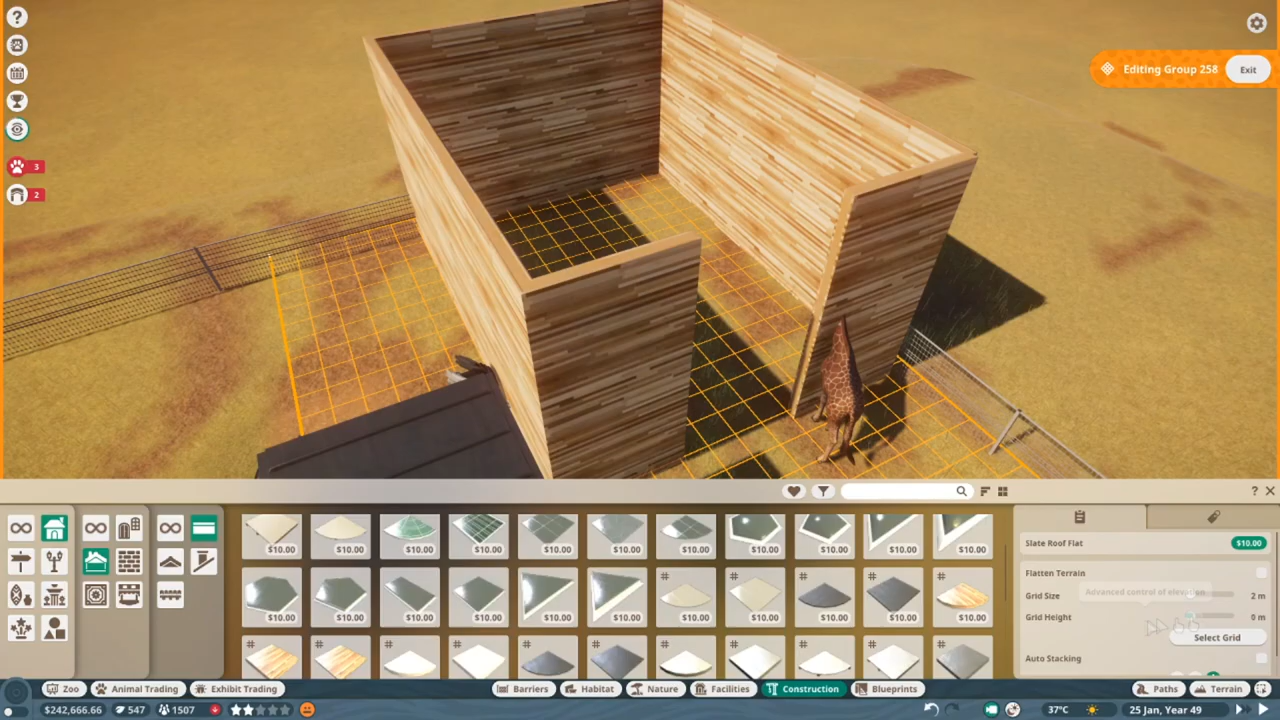 Editing Group 258
Exit
3
2
$10.00 $10.00 $10.00 $10.00 $10.00 $10.00 $10.00 $10.00 $10.00 $10.00 $10.00
$10.00 $10.00 $10.00 $10.00 $10.00 $10.00 $10.00 $10.00 $10.00 $10.00 $10.00
Slate Roof Flat $10.00
Flatten Terrain
Advanced control of elevation
Grid Size 2 m
Grid Height 0 m
Select Grid
Auto Stacking
Zoo Animal Trading Exhibit Trading Barriers Habitat Nature Facilities Construction Blueprints Paths Terrain
$242,666.66 547 1507 37°C 25 Jan, Year 49